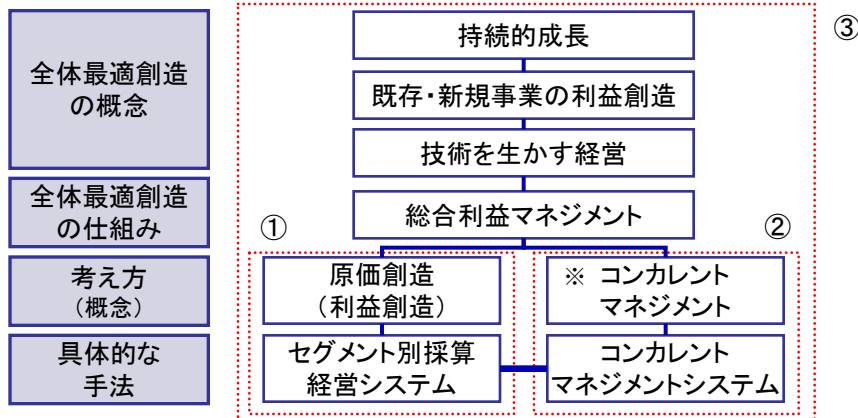 全体最適創造
の概念
持続的成長
③
既存・新規事業の利益創造
技術を生かす経営
全体最適創造
の仕組み
総合利益マネジメント
①
②
考え方
（概念）
原価創造
（利益創造）
※ コンカレント
マネジメント
具体的な
手法
セグメント別採算
経営システム
コンカレント
マネジメントシステム